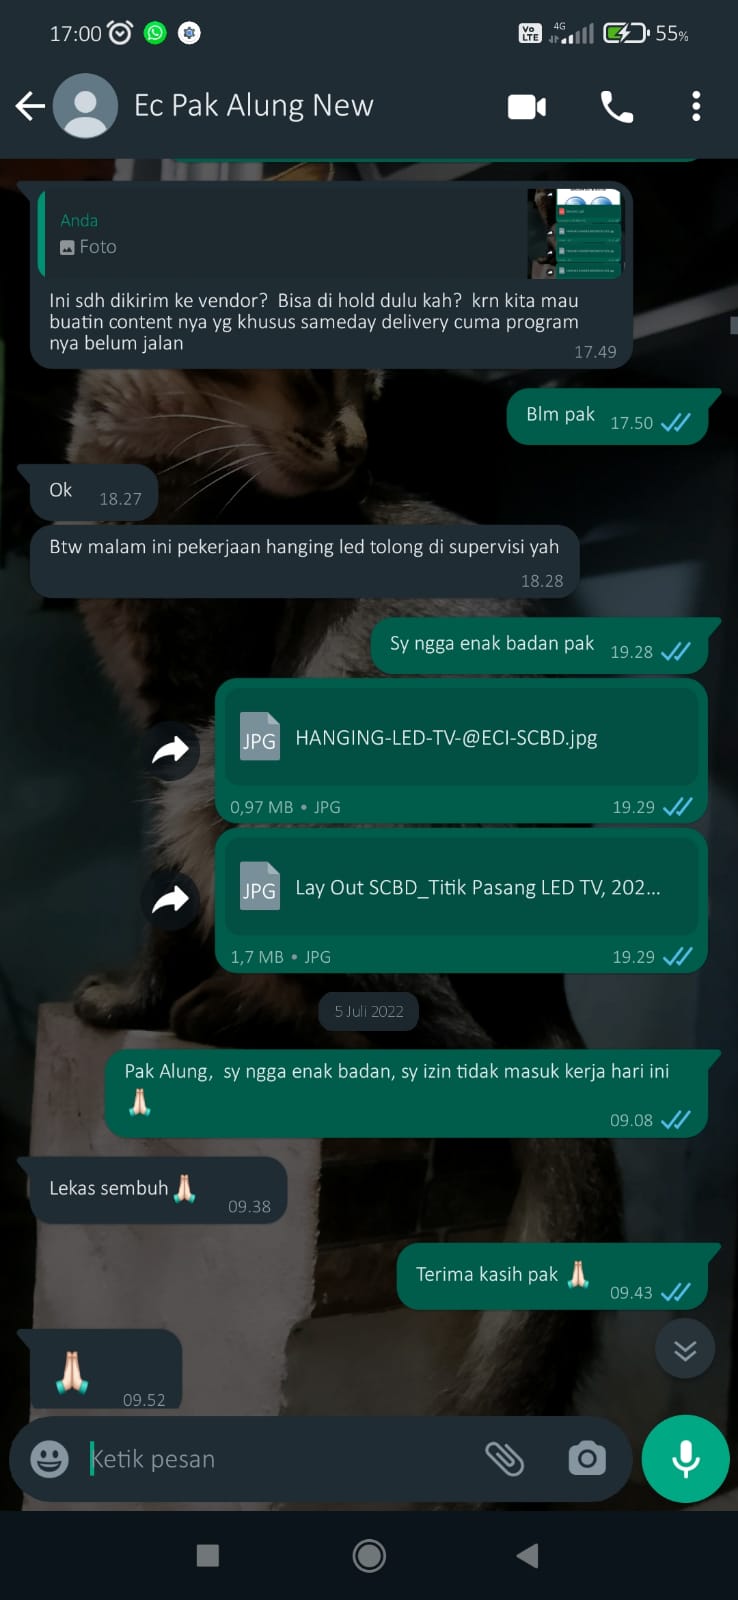 17:00
Vo LTE
4G
55%
Ec Pak Alung New
Anda
Foto
Ini sdh dikirim ke vendor?  Bisa di hold dulu kah?  krn kita mau
buatin content nya yg khusus sameday delivery cuma program
nya belum jalan
17.49
Blm pak
17.50
Ok
18.27
Btw malam ini pekerjaan hanging led tolong di supervisi yah
18.28
Sy ngga enak badan pak
19.28
JPG
HANGING-LED-TV-@ECI-SCBD.jpg
0,97 MB • JPG
19.29
JPG
Lay Out SCBD_Titik Pasang LED TV, 202...
1,7 MB • JPG
19.29
5 Juli 2022
Pak Alung,  sy ngga enak badan, sy izin tidak masuk kerja hari ini
🙏🏻
09.08
Lekas sembuh🙏🏻
09.38
Terima kasih pak 🙏🏻
09.43
🙏🏻
09.52
Ketik pesan